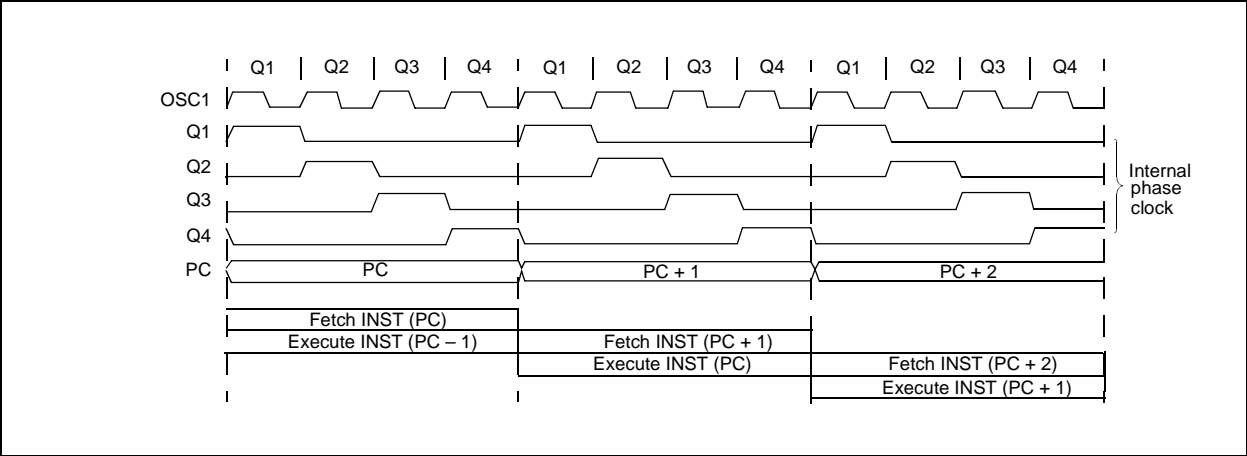 Q1 Q2 Q3 Q4 Q1 Q2 Q3 Q4 Q1 Q2 Q3 Q4
OSC1
Q1
Q2
Q3
Q4
PC
Internal
phase
clock
PC PC + 1 PC + 2
Fetch INST (PC)
Execute INST (PC – 1) Fetch INST (PC + 1)
Execute INST (PC) Fetch INST (PC + 2)
Execute INST (PC + 1)